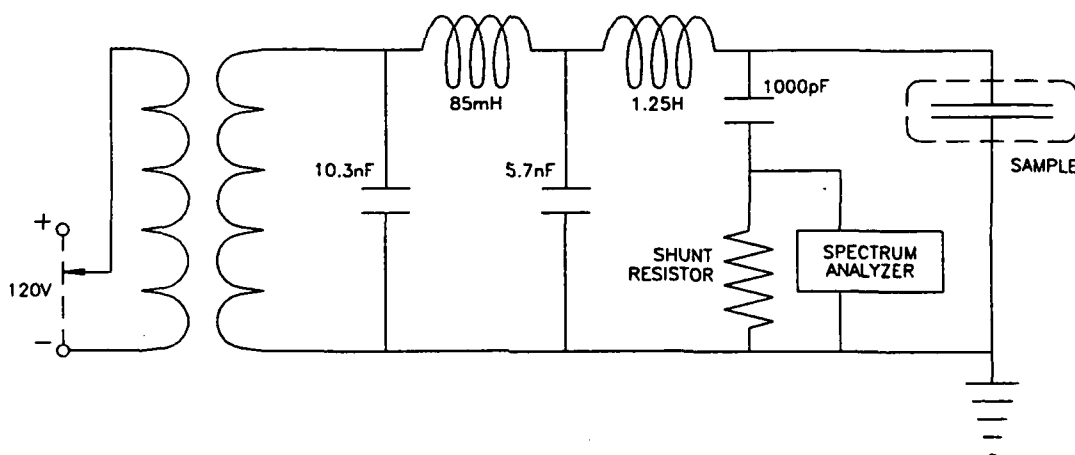 85mH
1.25H
1000pF
SAMPLE
10.3nF
5.7nF
+
120V
−
SHUNT
RESISTOR
SPECTRUM
ANALYZER